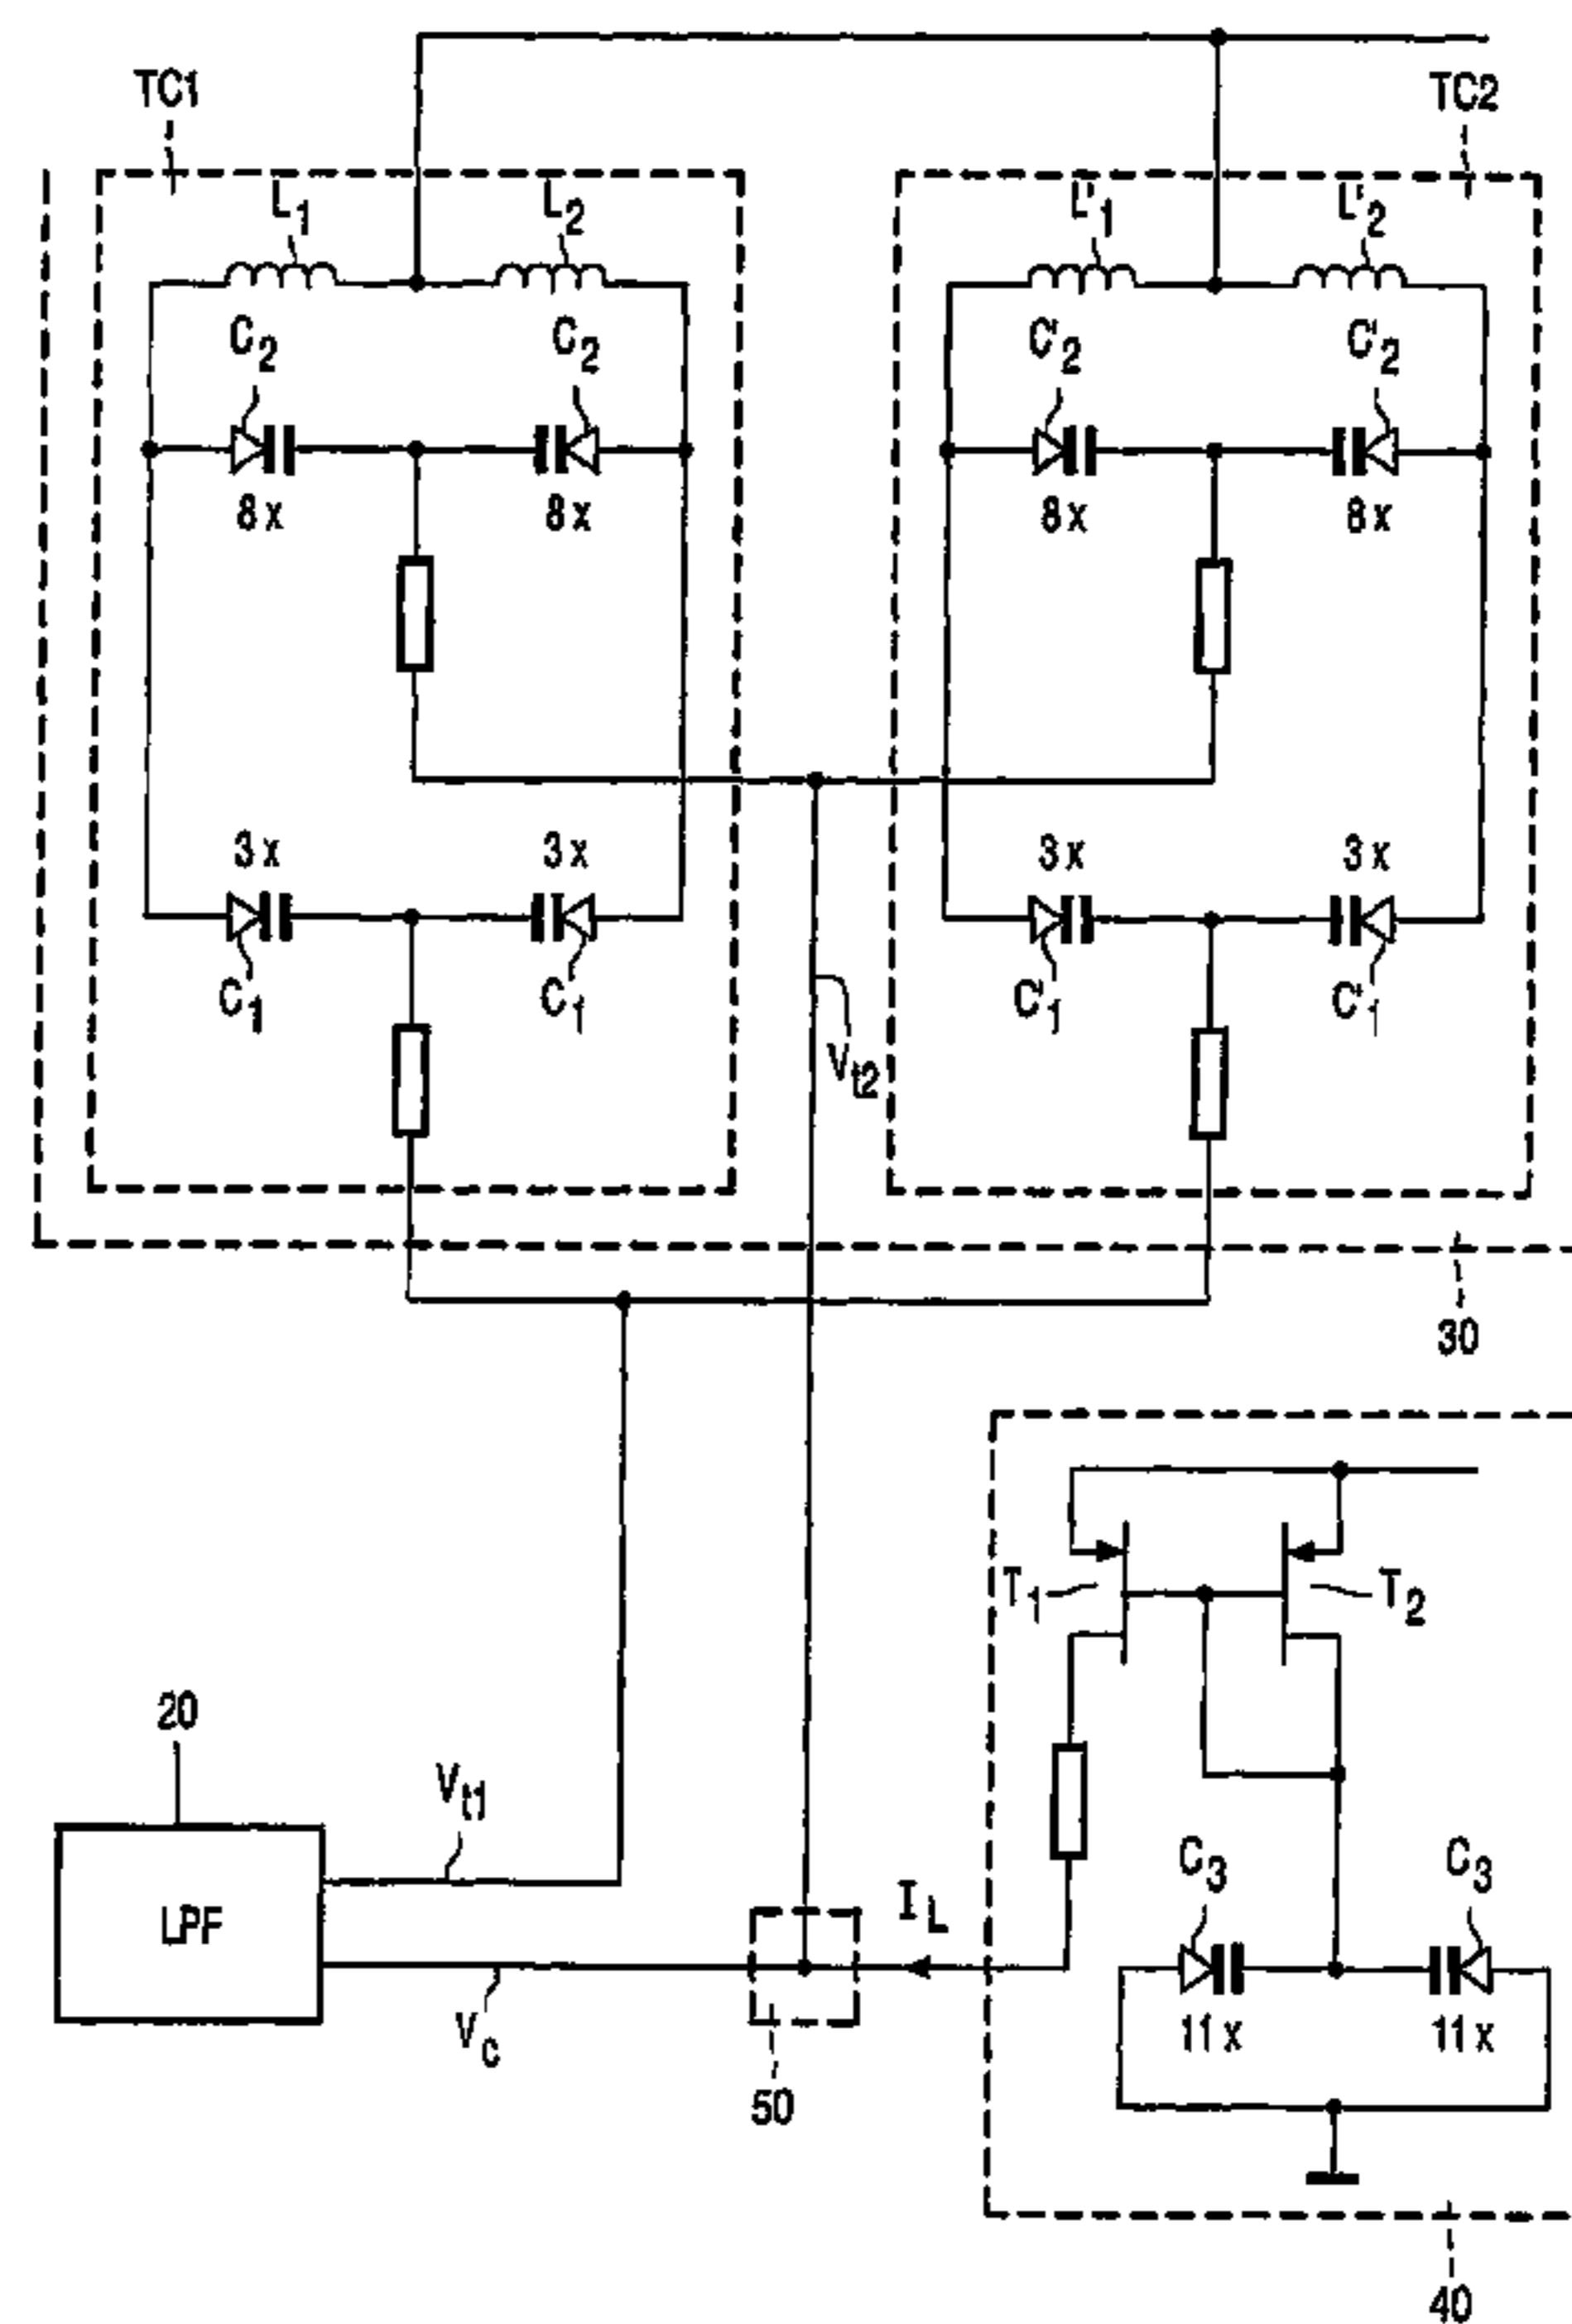 TC1
TC2
L1
L2
L'1
L'2
C2
C2
C'2
C'2
8x
8x
8x
8x
3x
3x
3x
3x
C1
C1
C'1
C'1
Vt2
30
T1
T2
20
Vt1
C3
C3
IL
LPF
11x
11x
Vc
50
40